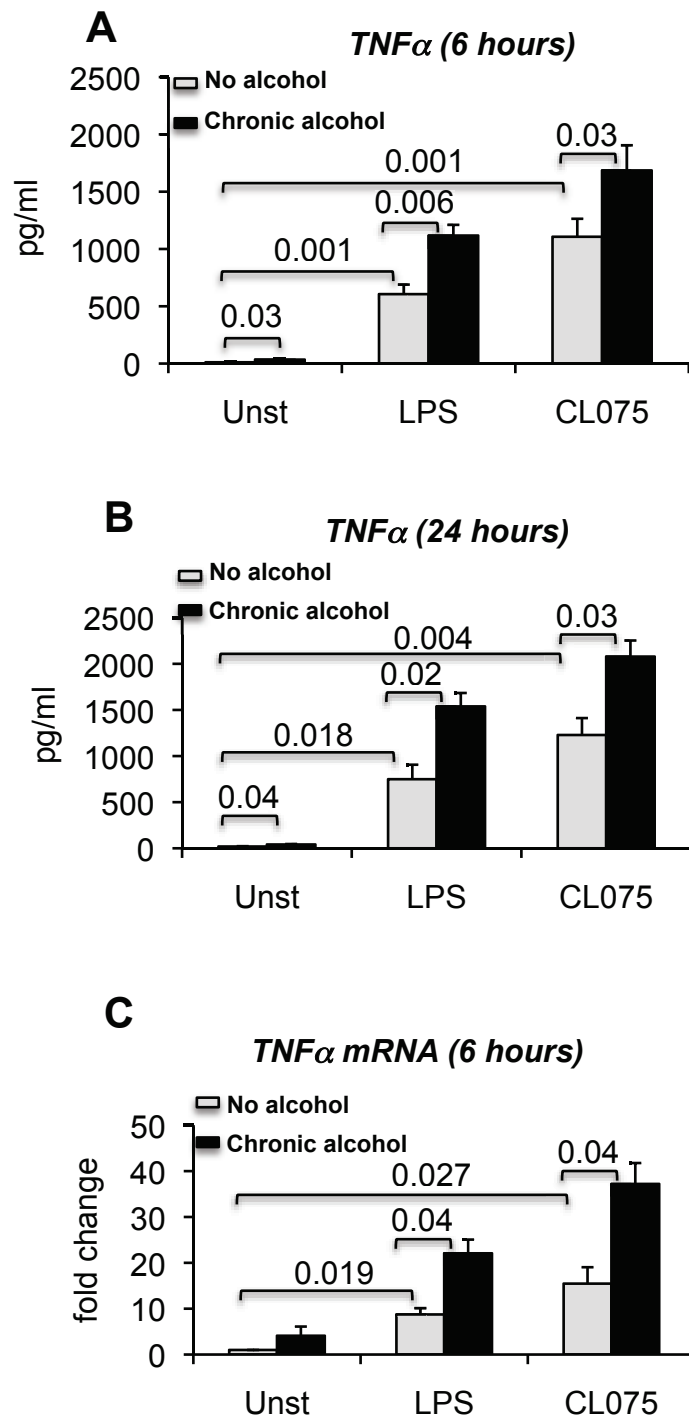 A
TNFα (6 hours)
2500
No alcohol
2000
Chronic alcohol
0.03
0.001
1500
0.006
pg/ml
1000
0.001
500
0.03
0
Unst LPS CL075
B
TNFα (24 hours)
No alcohol
2500
Chronic alcohol
0.03
0.004
2000
0.02
1500
pg/ml
0.018
1000
0.04
500
0
Unst LPS CL075
C
TNFα mRNA (6 hours)
No alcohol
50
Chronic alcohol
0.04
40
0.027
fold change
30
0.04
20
0.019
10
0
Unst LPS CL075